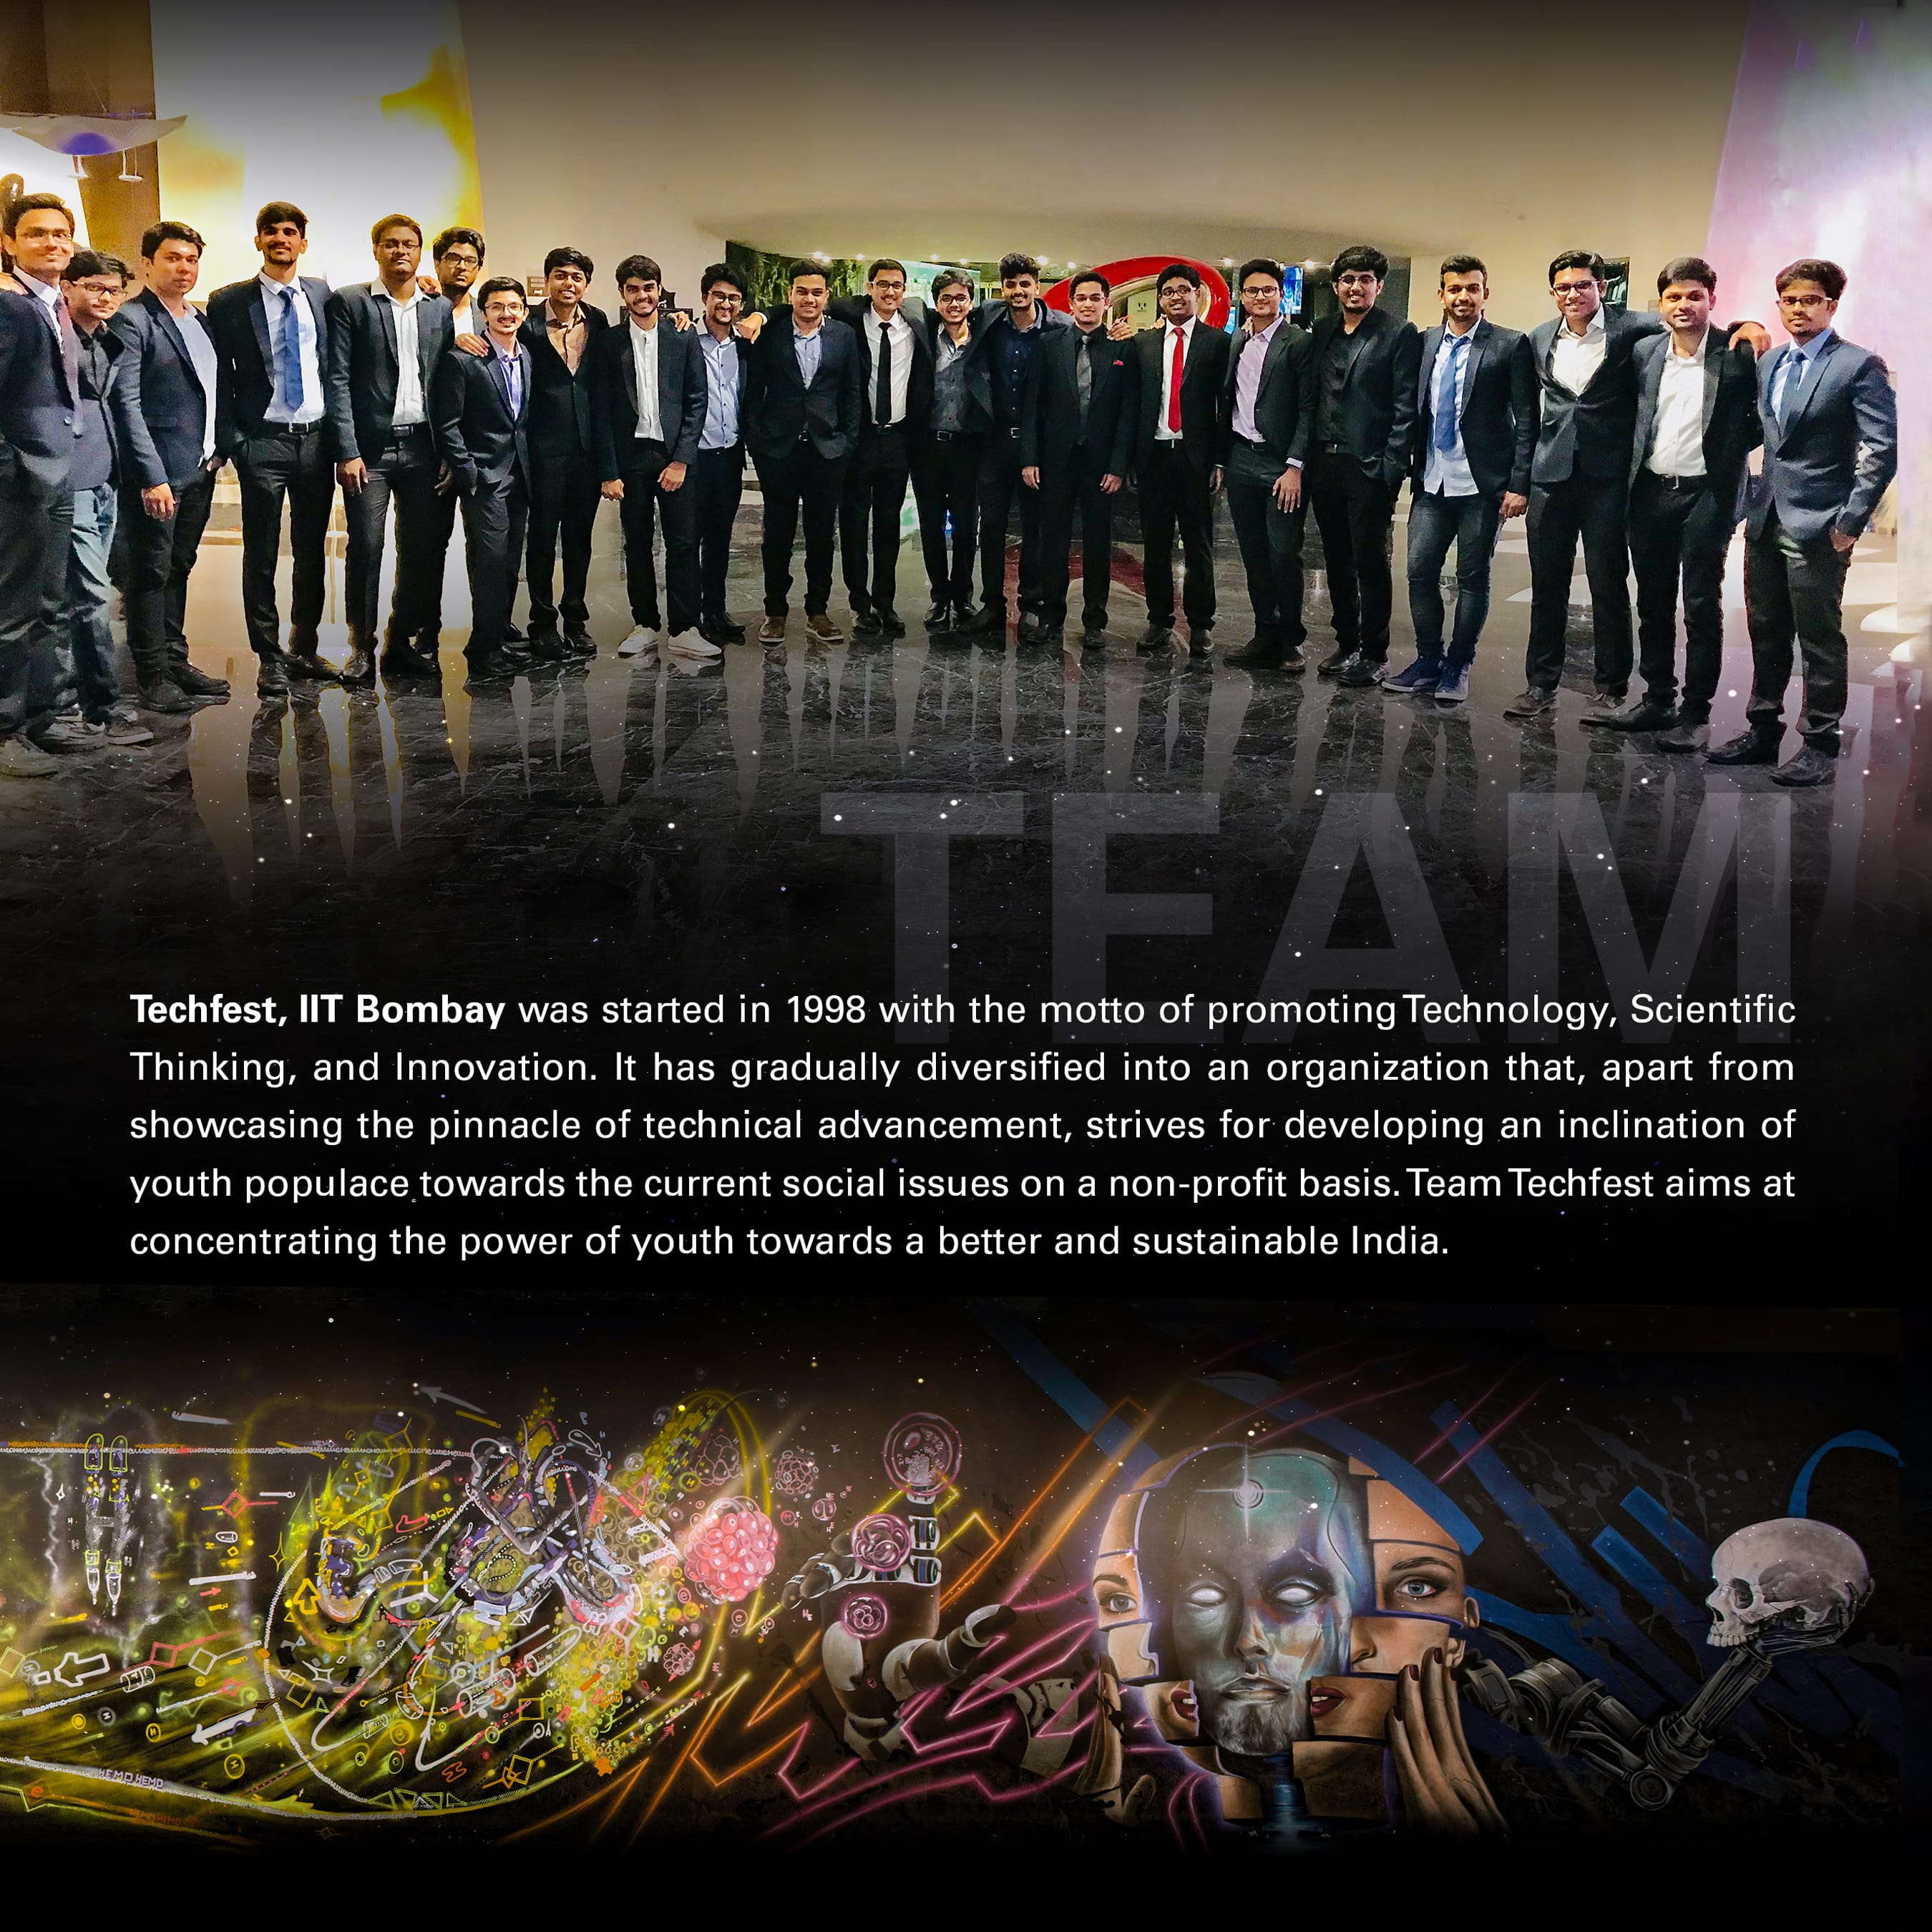 TEAM
Techfest, IIT Bombay was started in 1998 with the motto of promoting Technology, Scientific
Thinking, and Innovation. It has gradually diversified into an organization that, apart from
showcasing the pinnacle of technical advancement, strives for developing an inclination of
youth populace towards the current social issues on a non-profit basis. Team Techfest aims at
concentrating the power of youth towards a better and sustainable India.
HEMO HEMO